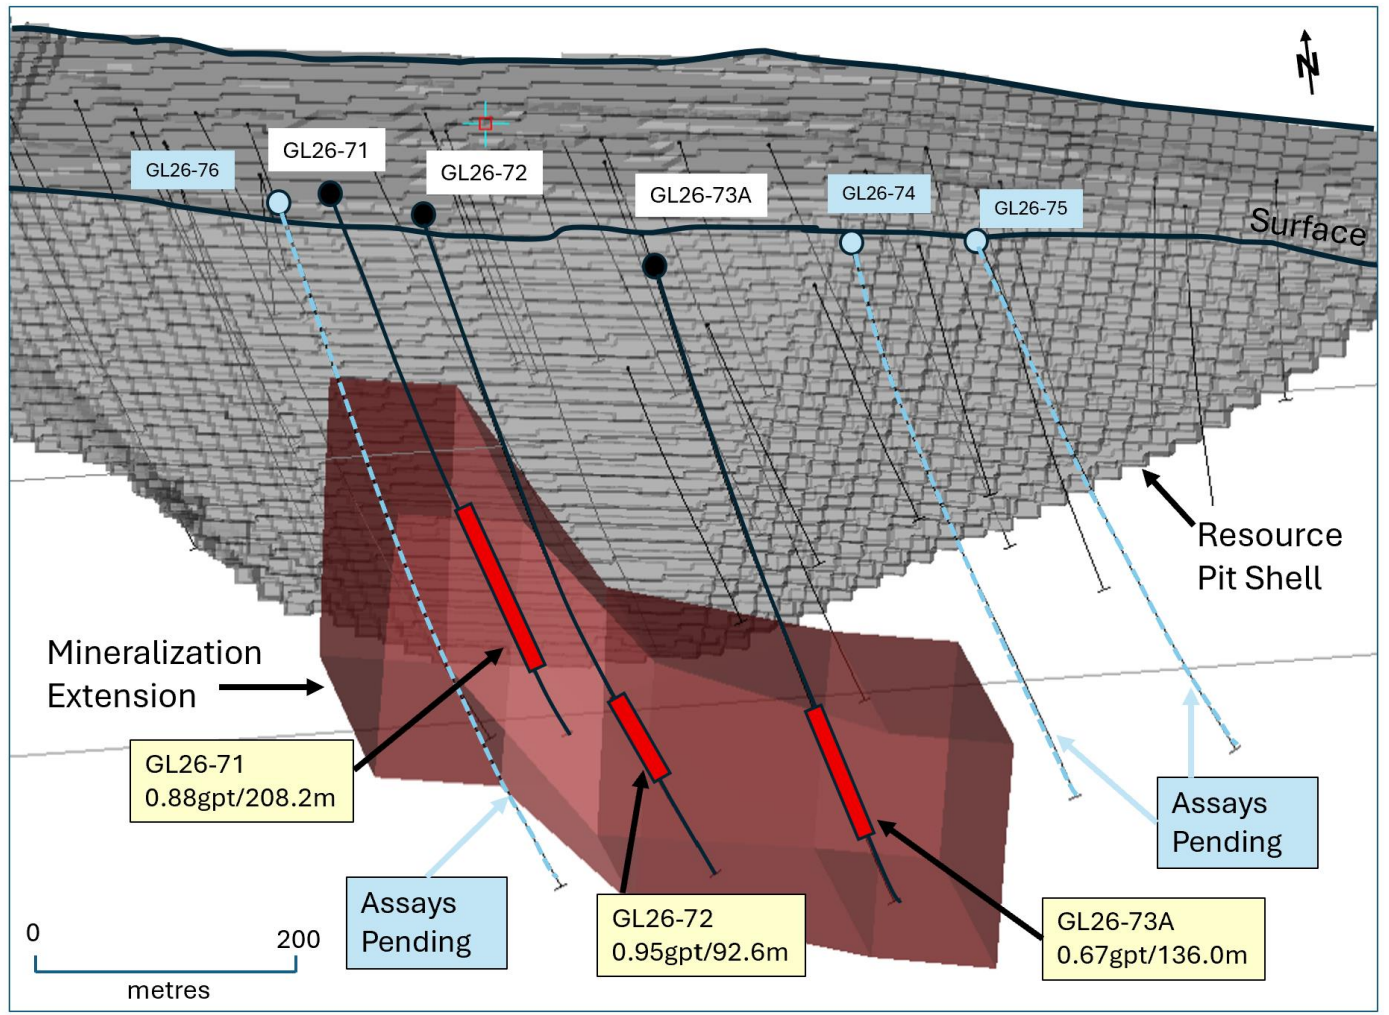 N
GL26-76
GL26-71
GL26-72
GL26-73A
GL26-74
GL26-75
Surface
Resource
Pit Shell
Mineralization
Extension
GL26-71
0.88gpt/208.2m
Assays
Pending
Assays
Pending
GL26-72
0.95gpt/92.6m
GL26-73A
0.67gpt/136.0m
0
200
metres